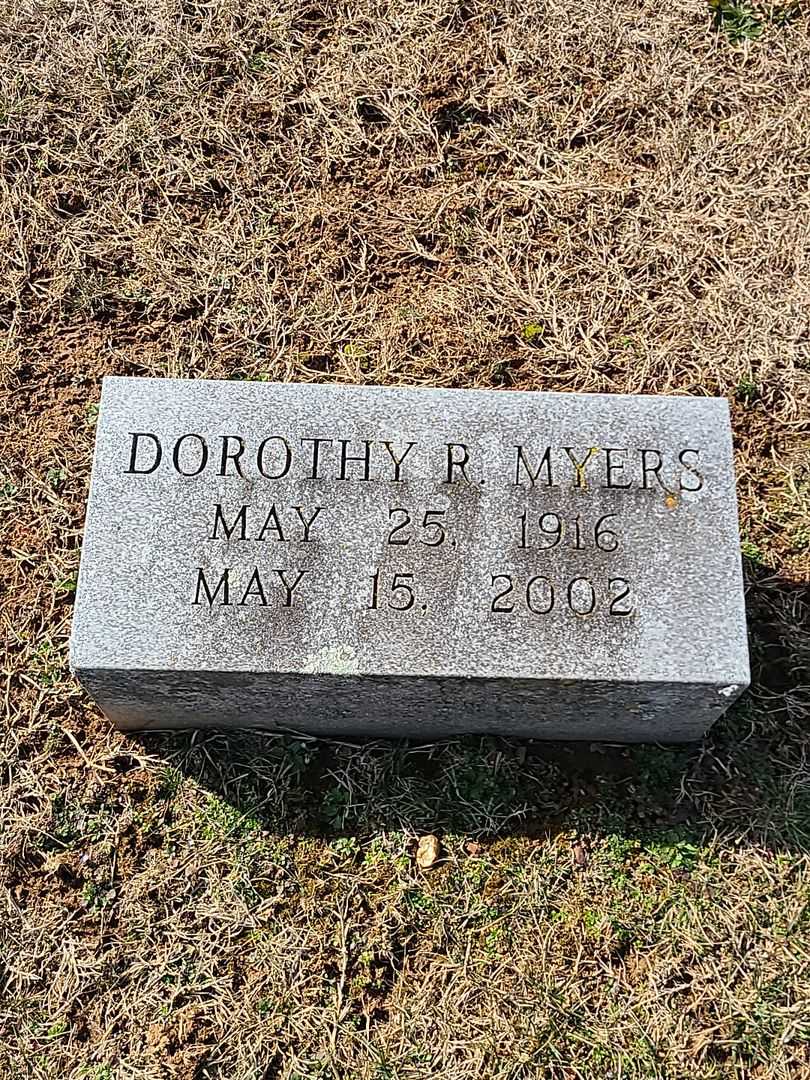 DOROTHY R. MYERS
MAY 25, 1916
MAY 15, 2002